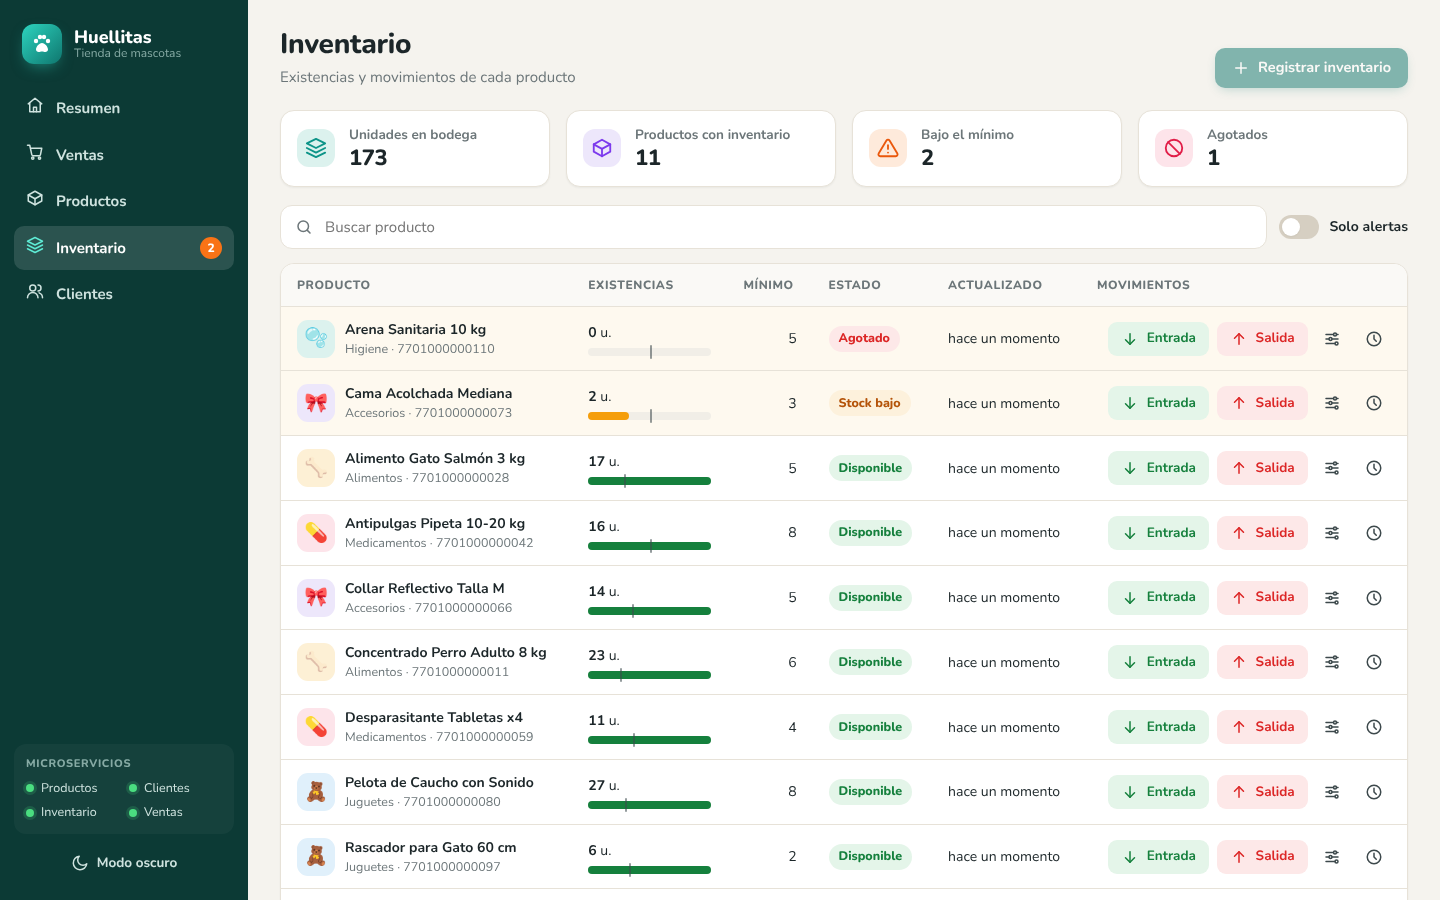 Huellitas
Tienda de mascotas
Resumen
Ventas
Productos
Inventario 2
Clientes
MICROSERVICIOS
Productos Clientes
Inventario Ventas
Modo oscuro
Inventario
Existencias y movimientos de cada producto
Registrar inventario
Unidades en bodega
173
Productos con inventario
11
Bajo el mínimo
2
Agotados
1
Buscar producto
Solo alertas
PRODUCTO EXISTENCIAS MÍNIMO ESTADO ACTUALIZADO MOVIMIENTOS
Arena Sanitaria 10 kg
Higiene · 7701000000110
0 u. 5 Agotado hace un momento Entrada Salida
Cama Acolchada Mediana
Accesorios · 7701000000073
2 u. 3 Stock bajo hace un momento Entrada Salida
Alimento Gato Salmón 3 kg
Alimentos · 7701000000028
17 u. 5 Disponible hace un momento Entrada Salida
Antipulgas Pipeta 10-20 kg
Medicamentos · 7701000000042
16 u. 8 Disponible hace un momento Entrada Salida
Collar Reflectivo Talla M
Accesorios · 7701000000066
14 u. 5 Disponible hace un momento Entrada Salida
Concentrado Perro Adulto 8 kg
Alimentos · 7701000000011
23 u. 6 Disponible hace un momento Entrada Salida
Desparasitante Tabletas x4
Medicamentos · 7701000000059
11 u. 4 Disponible hace un momento Entrada Salida
Pelota de Caucho con Sonido
Juguetes · 7701000000080
27 u. 8 Disponible hace un momento Entrada Salida
Rascador para Gato 60 cm
Juguetes · 7701000000097
6 u. 2 Disponible hace un momento Entrada Salida